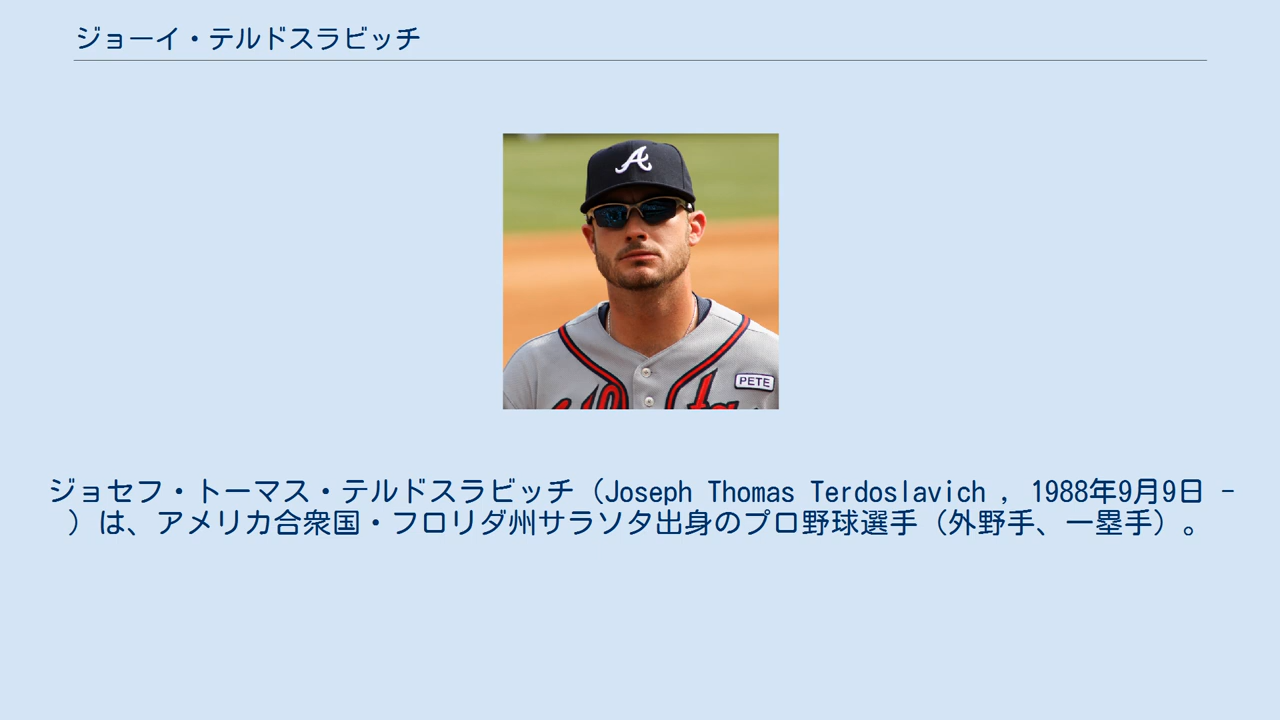 ジョーイ・テルドスラビッチ
A
PETE
ジョセフ・トーマス・テルドスラビッチ（Joseph Thomas Terdoslavich , 1988年9月9日 -
）は、アメリカ合衆国・フロリダ州サラソタ出身のプロ野球選手（外野手、一塁手）。